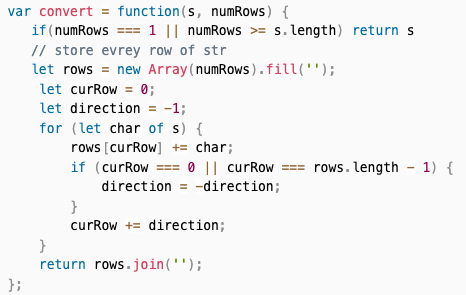 var convert = function(s, numRows) {
   if(numRows === 1 || numRows >= s.length) return s
   // store evrey row of str
   let rows = new Array(numRows).fill('');
    let curRow = 0;
    let direction = -1;
    for (let char of s) {
        rows[curRow] += char;
        if (curRow === 0 || curRow === rows.length - 1) {
            direction = -direction;
        }
        curRow += direction;
    }
    return rows.join('');
};